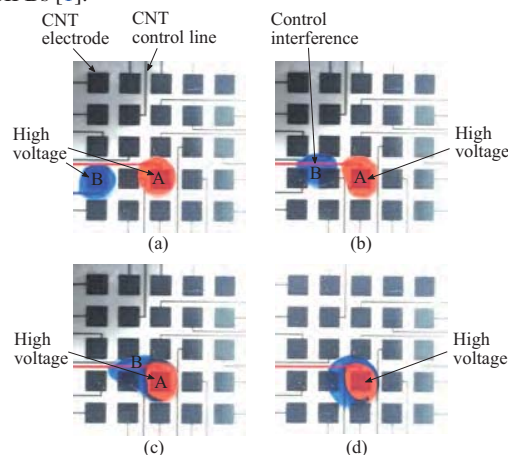 CNT
electrode
CNT
control line
Control
interference
High
voltage
B
A
High
voltage
B
A
(a)
(b)
High
voltage
B
A
High
voltage
(c)
(d)